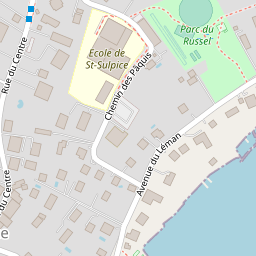 Parc du
Russel
Ecole de
St-Sulpice
Rue du Centre
Chemin des Pâquis
Avenue du Léman
du Centre
e